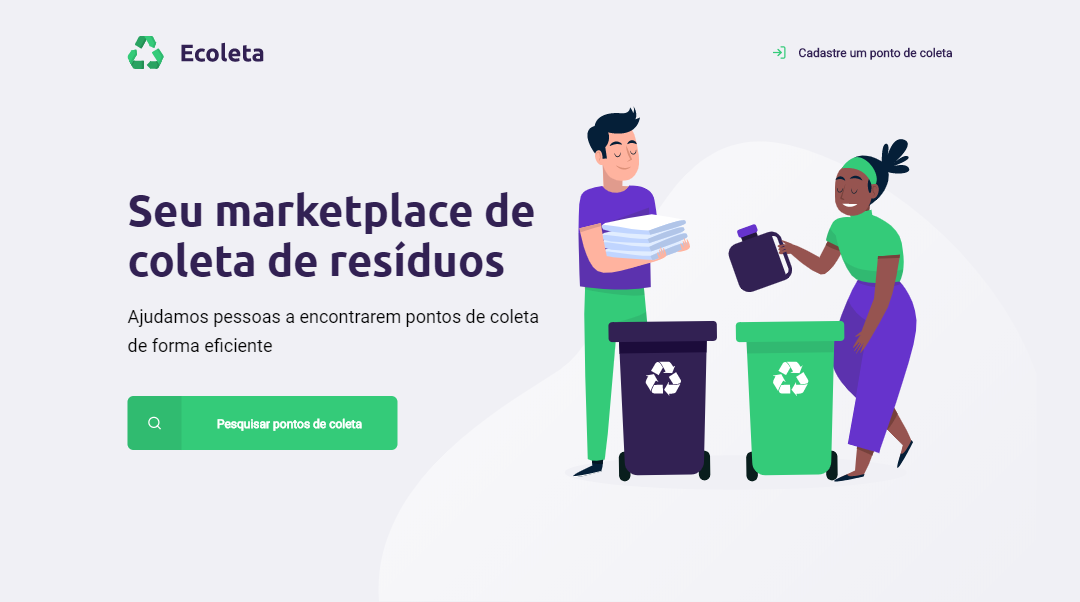 Ecoleta
Cadastre um ponto de coleta
Seu marketplace de
coleta de resíduos
Ajudamos pessoas a encontrarem pontos de coleta
de forma eficiente
Pesquisar pontos de coleta